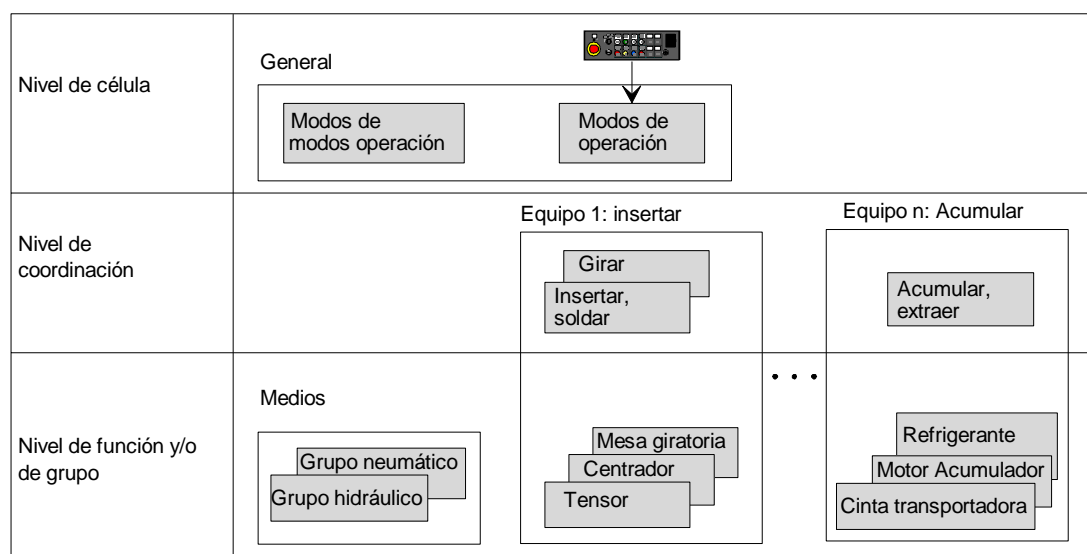 Nivel de célula
General
Modos de
modos operación
Modos de
operación
Nivel de
coordinación
Equipo 1: insertar
Girar
Insertar,
soldar
Equipo n: Acumular
Acumular,
extraer
Nivel de función y/o
de grupo
Medios
Grupo neumático
Grupo hidráulico
Mesa giratoria
Centrador
Tensor
. . .
Refrigerante
Motor Acumulador
Cinta transportadora